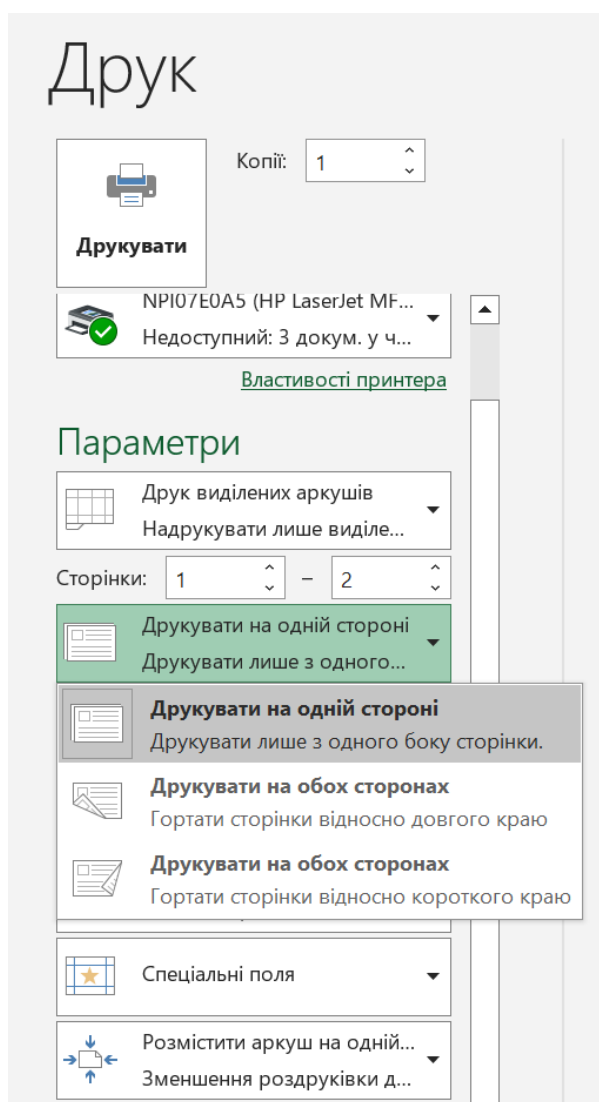 Друк
Копії: 1
Друкувати
NPI07E0A5 (HP LaserJet MF...
Недоступний: 3 докум. у ч...
Властивості принтера
Параметри
Друк виділених аркушів
Надрукувати лише виділе...
Сторінки: 1 – 2
Друкувати на одній стороні
Друкувати лише з одного...
Друкувати на одній стороні
Друкувати лише з одного боку сторінки.
Друкувати на обох сторонах
Гортати сторінки відносно довгого краю
Друкувати на обох сторонах
Гортати сторінки відносно короткого краю
Спеціальні поля
Розмістити аркуш на одній...
Зменшення роздруківки д...